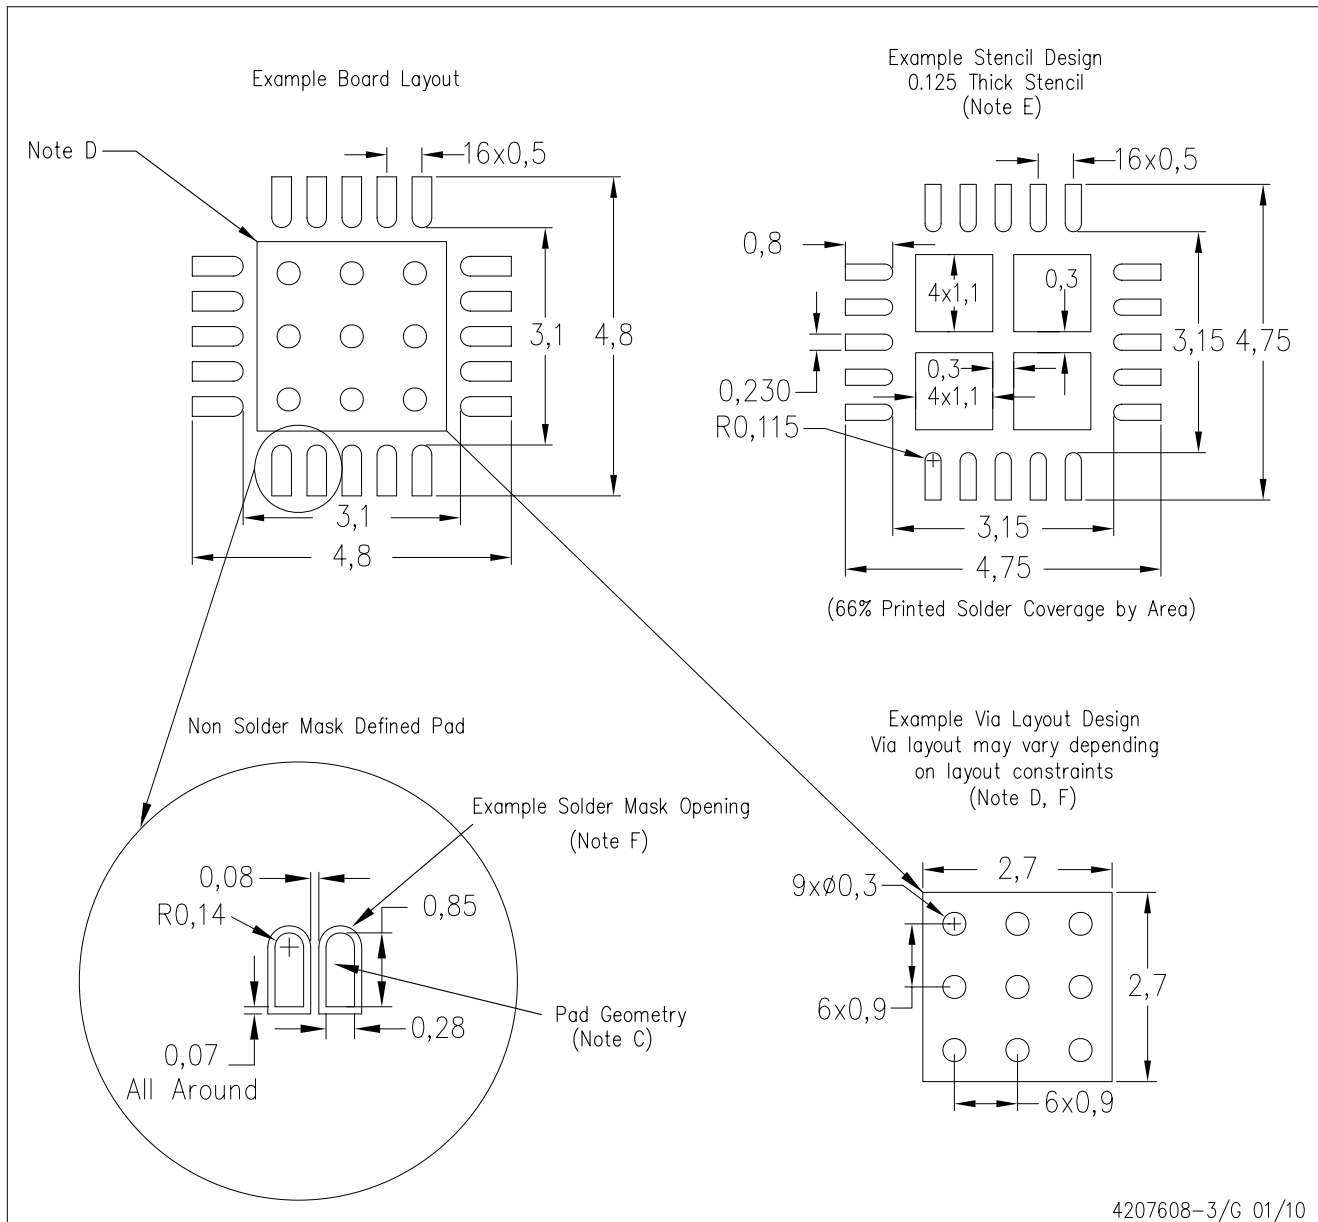 Example Board Layout
Note D
16x0,5
3,1
4,8
3,1
4,8
Example Stencil Design
0.125 Thick Stencil
(Note E)
16x0,5
0,8
4x1,1
0,3
3,15
4,75
0,230
0,3
4x1,1
R0,115
3,15
4,75
(66% Printed Solder Coverage by Area)
Non Solder Mask Defined Pad
Example Solder Mask Opening
(Note F)
0,08
R0,14
0,85
0,28
0,07
All Around
Pad Geometry
(Note C)
Example Via Layout Design
Via layout may vary depending
on layout constraints
(Note D, F)
2,7
9xø0,3
2,7
6x0,9
6x0,9
4207608-3/G 01/10